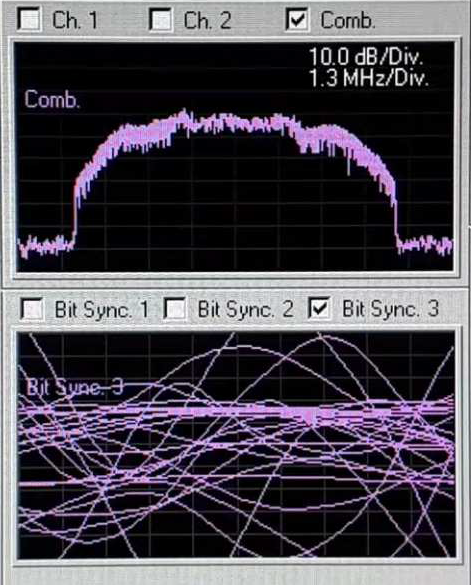 Ch. 1 Ch. 2 Comb.
10.0 dB/Div.
1.3 MHz/Div.
Comb.
Bit Sync. 1 Bit Sync. 2 Bit Sync. 3
Bit Sync. 3